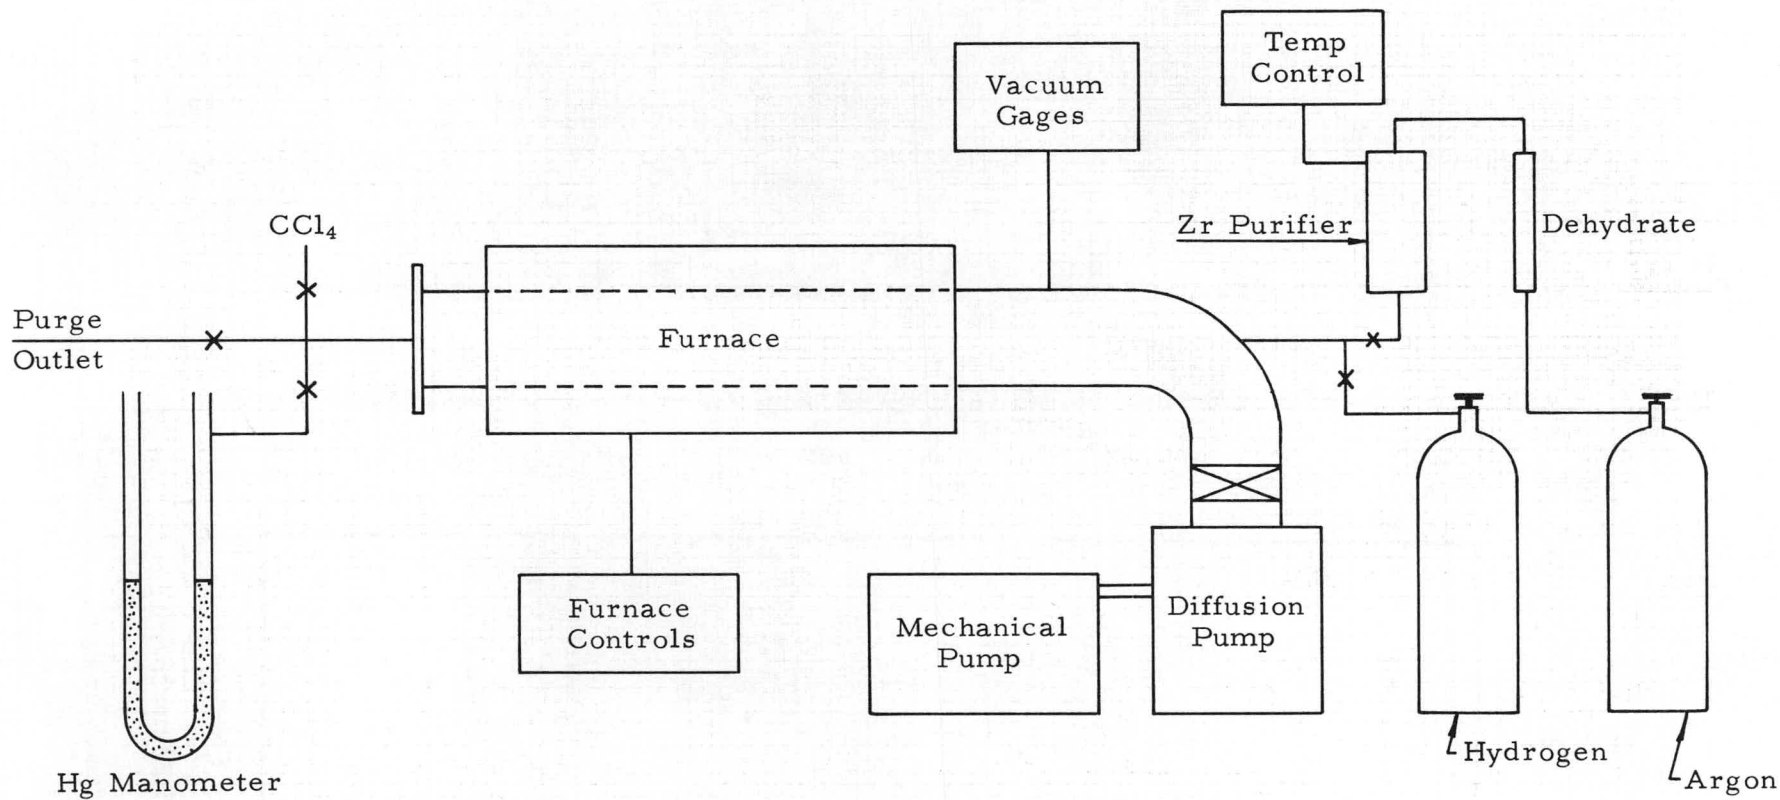 Temp
Control
Vacuum
Gages
CCl₄
Zr Purifier
Dehydrate
Purge
Outlet
Furnace
Furnace
Controls
Mechanical
Pump
Diffusion
Pump
Hydrogen
Argon
Hg Manometer